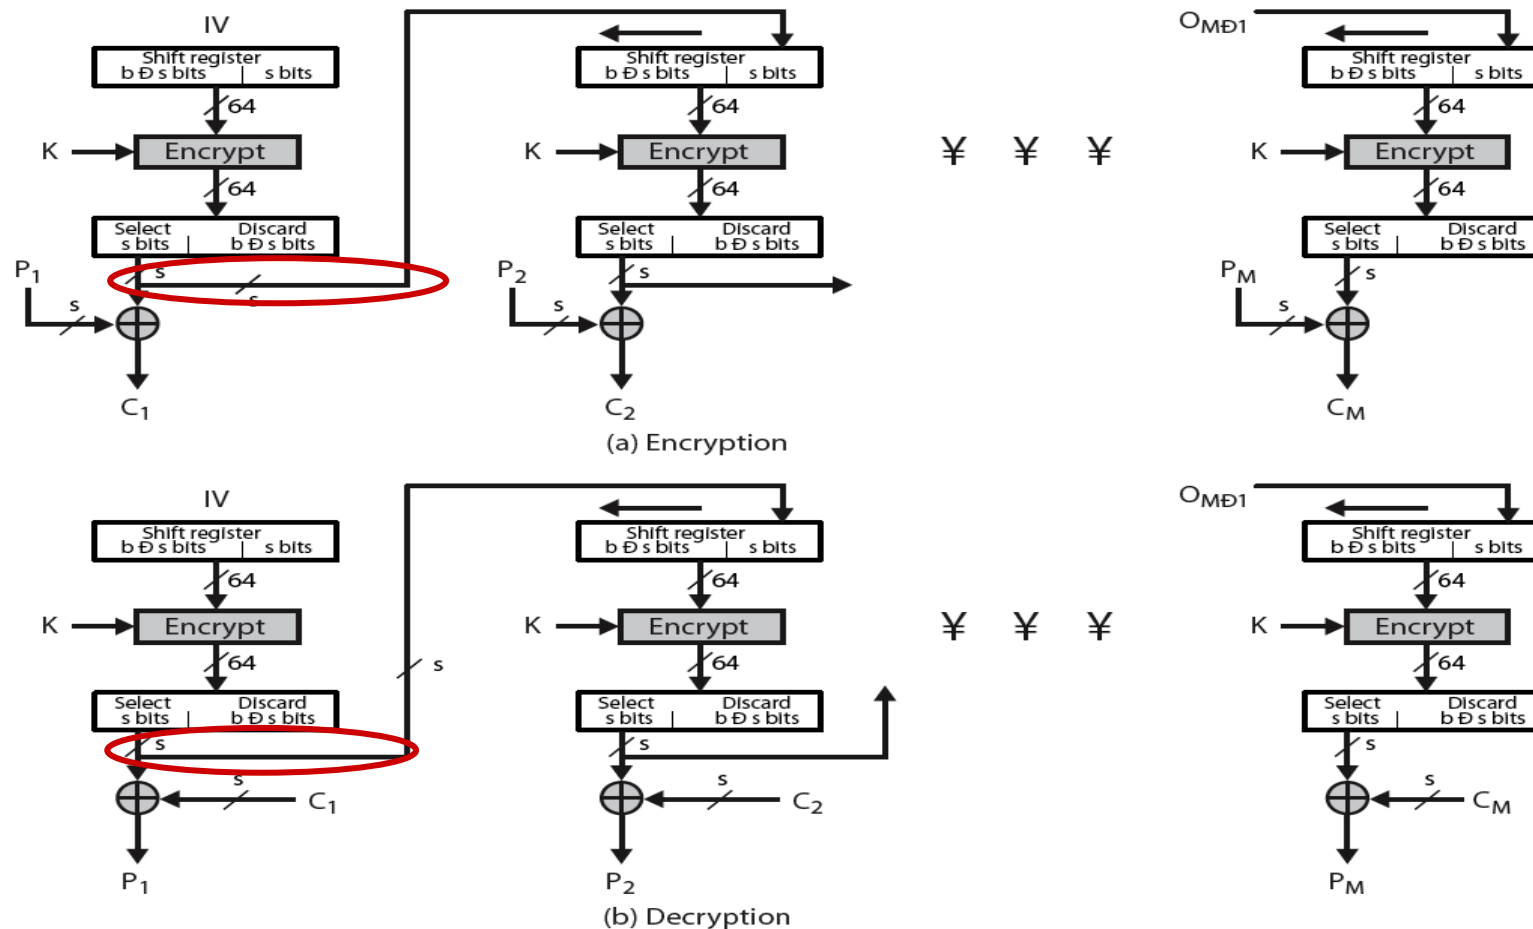 IV
O_MÐ1
Shift register
b Ð s bits | s bits
Shift register
b Ð s bits | s bits
Shift register
b Ð s bits | s bits
64
64
64
K
Encrypt
K
Encrypt
¥ ¥ ¥
K
Encrypt
64
64
64
Select Discard
s bits | b Ð s bits
Select Discard
s bits | b Ð s bits
Select Discard
s bits | b Ð s bits
P1
s
s
s
C1
P2
s
s
C2
PM
s
s
CM
(a) Encryption
IV
O_MÐ1
Shift register
b Ð s bits | s bits
Shift register
b Ð s bits | s bits
Shift register
b Ð s bits | s bits
64
64
64
K
Encrypt
K
Encrypt
¥ ¥ ¥
K
Encrypt
64
64
64
s
Select Discard
s bits | b Ð s bits
Select Discard
s bits | b Ð s bits
Select Discard
s bits | b Ð s bits
s
s
C1
P1
s
s
C2
P2
s
s
CM
PM
(b) Decryption